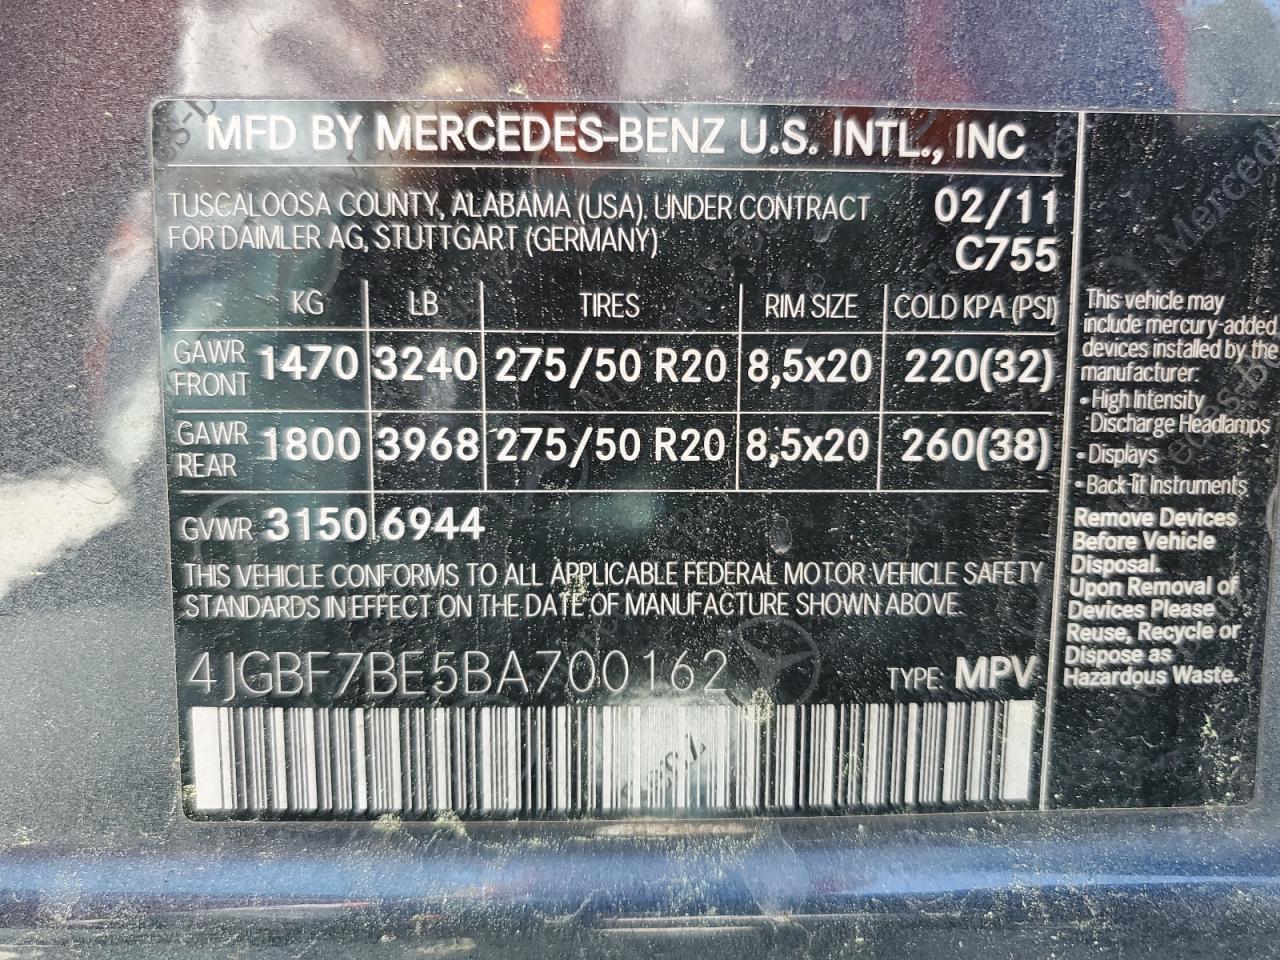 MFD BY MERCEDES-BENZ U.S. INTL., INC
TUSCALOOSA COUNTY, ALABAMA (USA), UNDER CONTRACT 02/11
FOR DAIMLER AG, STUTTGART (GERMANY) C755
KG LB TIRES RIM SIZE COLD KPA (PSI)
GAWR FRONT 1470 3240 275/50 R20 8,5x20 220(32)
GAWR REAR 1800 3968 275/50 R20 8,5x20 260(38)
GVWR 3150 6944
THIS VEHICLE CONFORMS TO ALL APPLICABLE FEDERAL MOTOR VEHICLE SAFETY
STANDARDS IN EFFECT ON THE DATE OF MANUFACTURE SHOWN ABOVE.
4JGBF7BE5BA700162 TYPE: MPV
This vehicle may
include mercury-added
devices installed by the
manufacturer:
• High Intensity
Discharge Headlamps
• Displays
• Back-lit Instruments
Remove Devices
Before Vehicle
Disposal.
Upon Removal of
Devices Please
Reuse, Recycle or
Dispose as
Hazardous Waste.